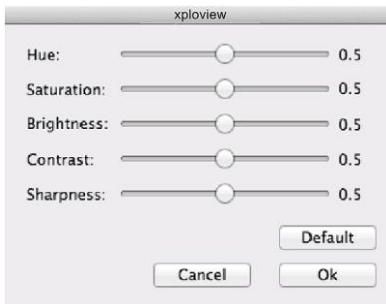 xploview
Hue: 0.5
Saturation: 0.5
Brightness: 0.5
Contrast: 0.5
Sharpness: 0.5
Default
Cancel Ok